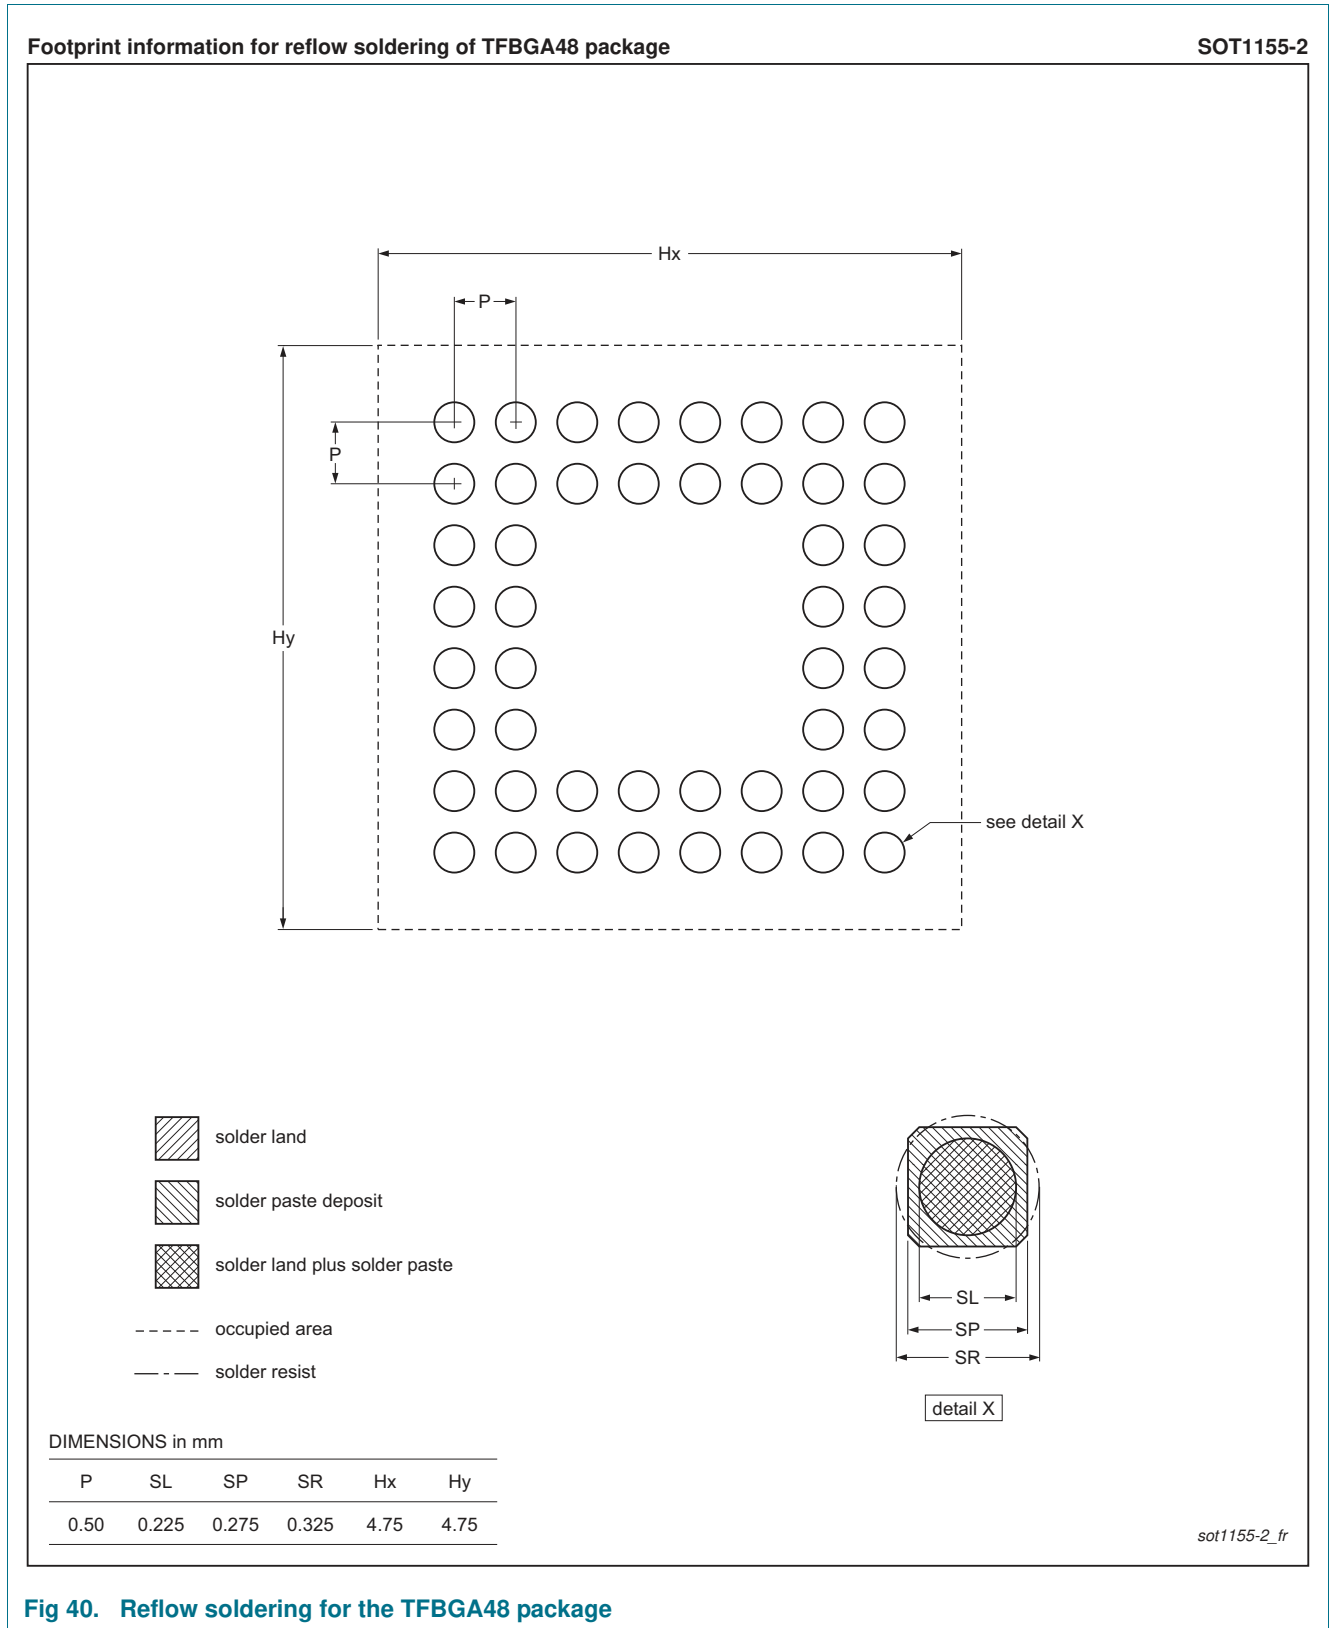 Footprint information for reflow soldering of TFBGA48 package SOT1155-2
Hx
P
P
Hy
see detail X
solder land
solder paste deposit
solder land plus solder paste
occupied area
solder resist
SL
SP
SR
detail X
DIMENSIONS in mm
P SL SP SR Hx Hy
0.50 0.225 0.275 0.325 4.75 4.75
sot1155-2_fr
Fig 40. Reflow soldering for the TFBGA48 package